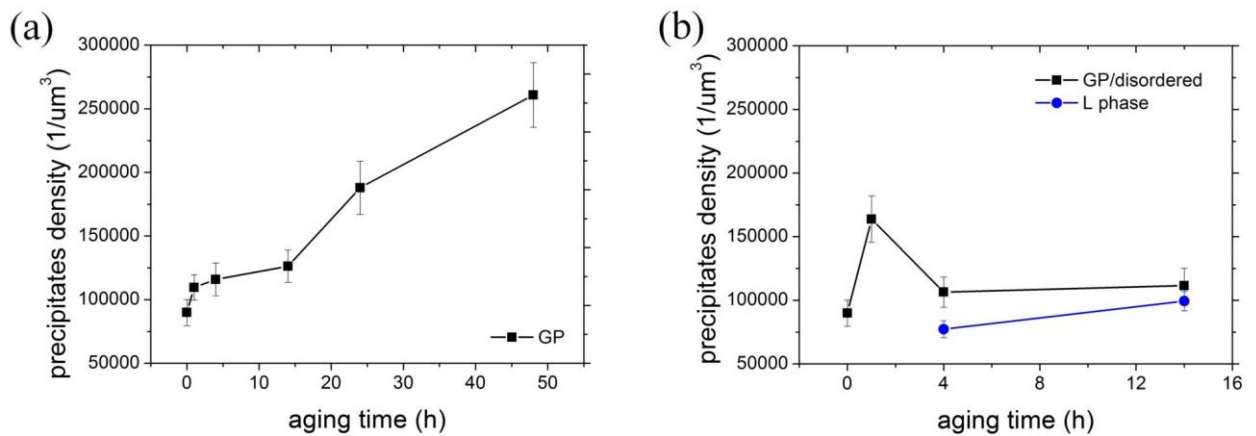 (a)
300000
250000
200000
150000
100000
50000
precipitates density (1/um³)
0
10
20
30
40
50
aging time (h)
GP
(b)
300000
250000
200000
150000
100000
50000
precipitates density (1/um³)
0
4
8
12
16
aging time (h)
GP/disordered
L phase